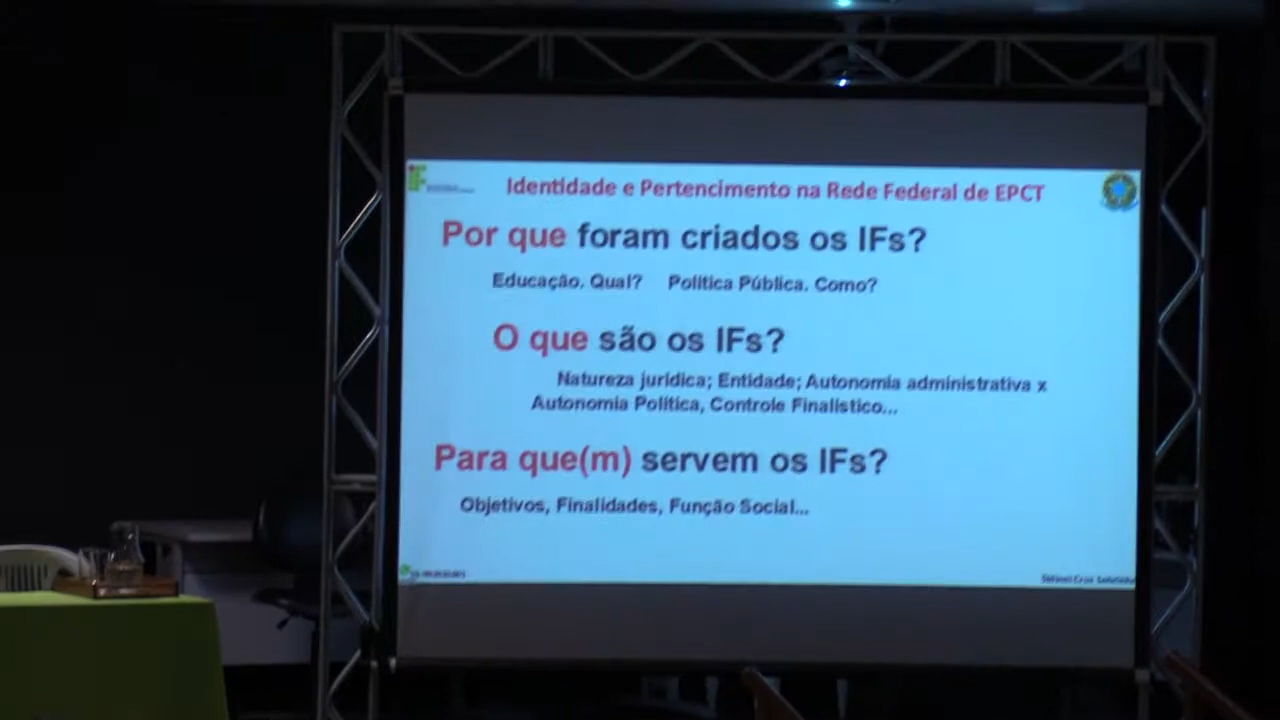 Identidade e Pertencimento na Rede Federal de EPCT
Por que foram criados os IFs?
Educação. Qual? Política Pública. Como?
O que são os IFs?
Natureza jurídica; Entidade; Autonomia administrativa x
Autonomia Política, Controle Finalístico...
Para que(m) servem os IFs?
Objetivos, Finalidades, Função Social...